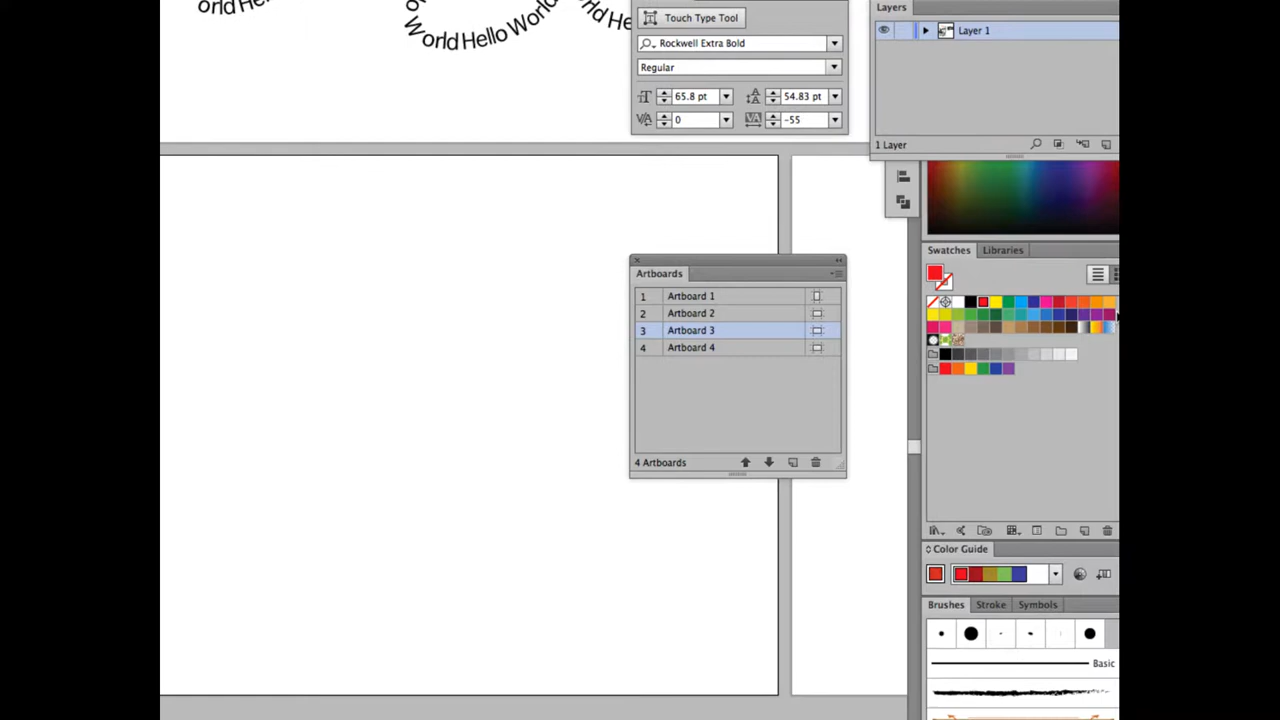 orld Hel
World Hello World
orld He
Touch Type Tool
Rockwell Extra Bold
Regular
65.8 pt
54.83 pt
0
-55
Layers
Layer 1
1 Layer
Artboards
1 Artboard 1
2 Artboard 2
3 Artboard 3
4 Artboard 4
4 Artboards
Swatches Libraries
Color Guide
Brushes Stroke Symbols
Basic